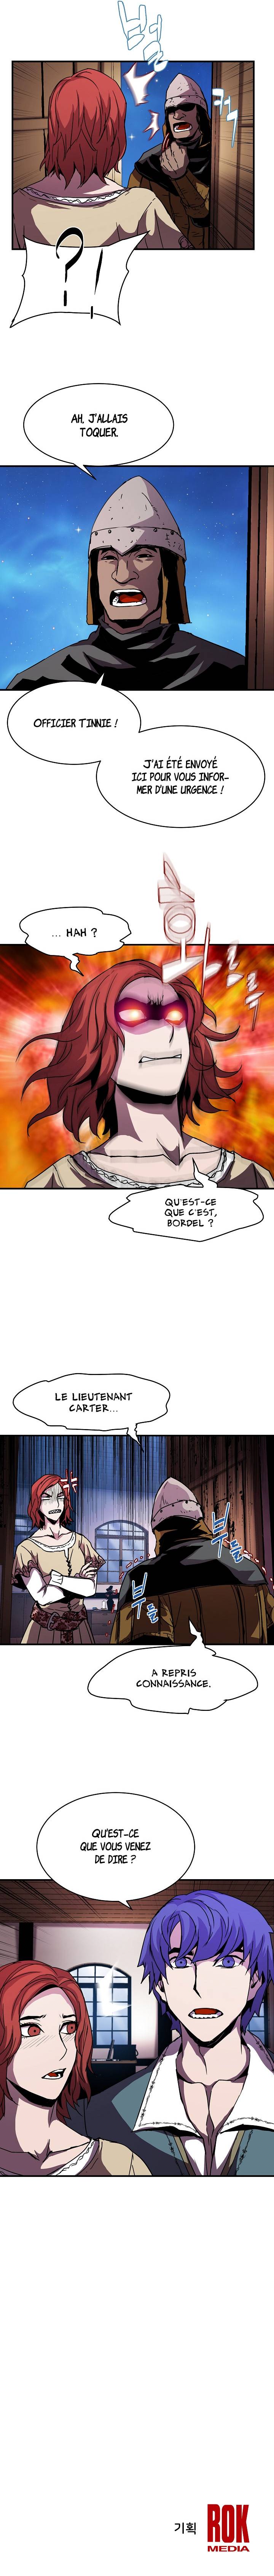 벌컥
?!
AH, J'ALLAIS
TOQUER.
OFFICIER TINNIE !
J'AI ÉTÉ ENVOYÉ
ICI POUR VOUS INFOR-
MER D'UNE URGENCE !
... HAH ?
QU'EST-CE
QUE C'EST,
BORDEL ?
LE LIEUTENANT
CARTER...
A REPRIS
CONNAISSANCE.
QU'EST-CE
QUE VOUS VENEZ
DE DIRE ?
기획
ROK
MEDIA